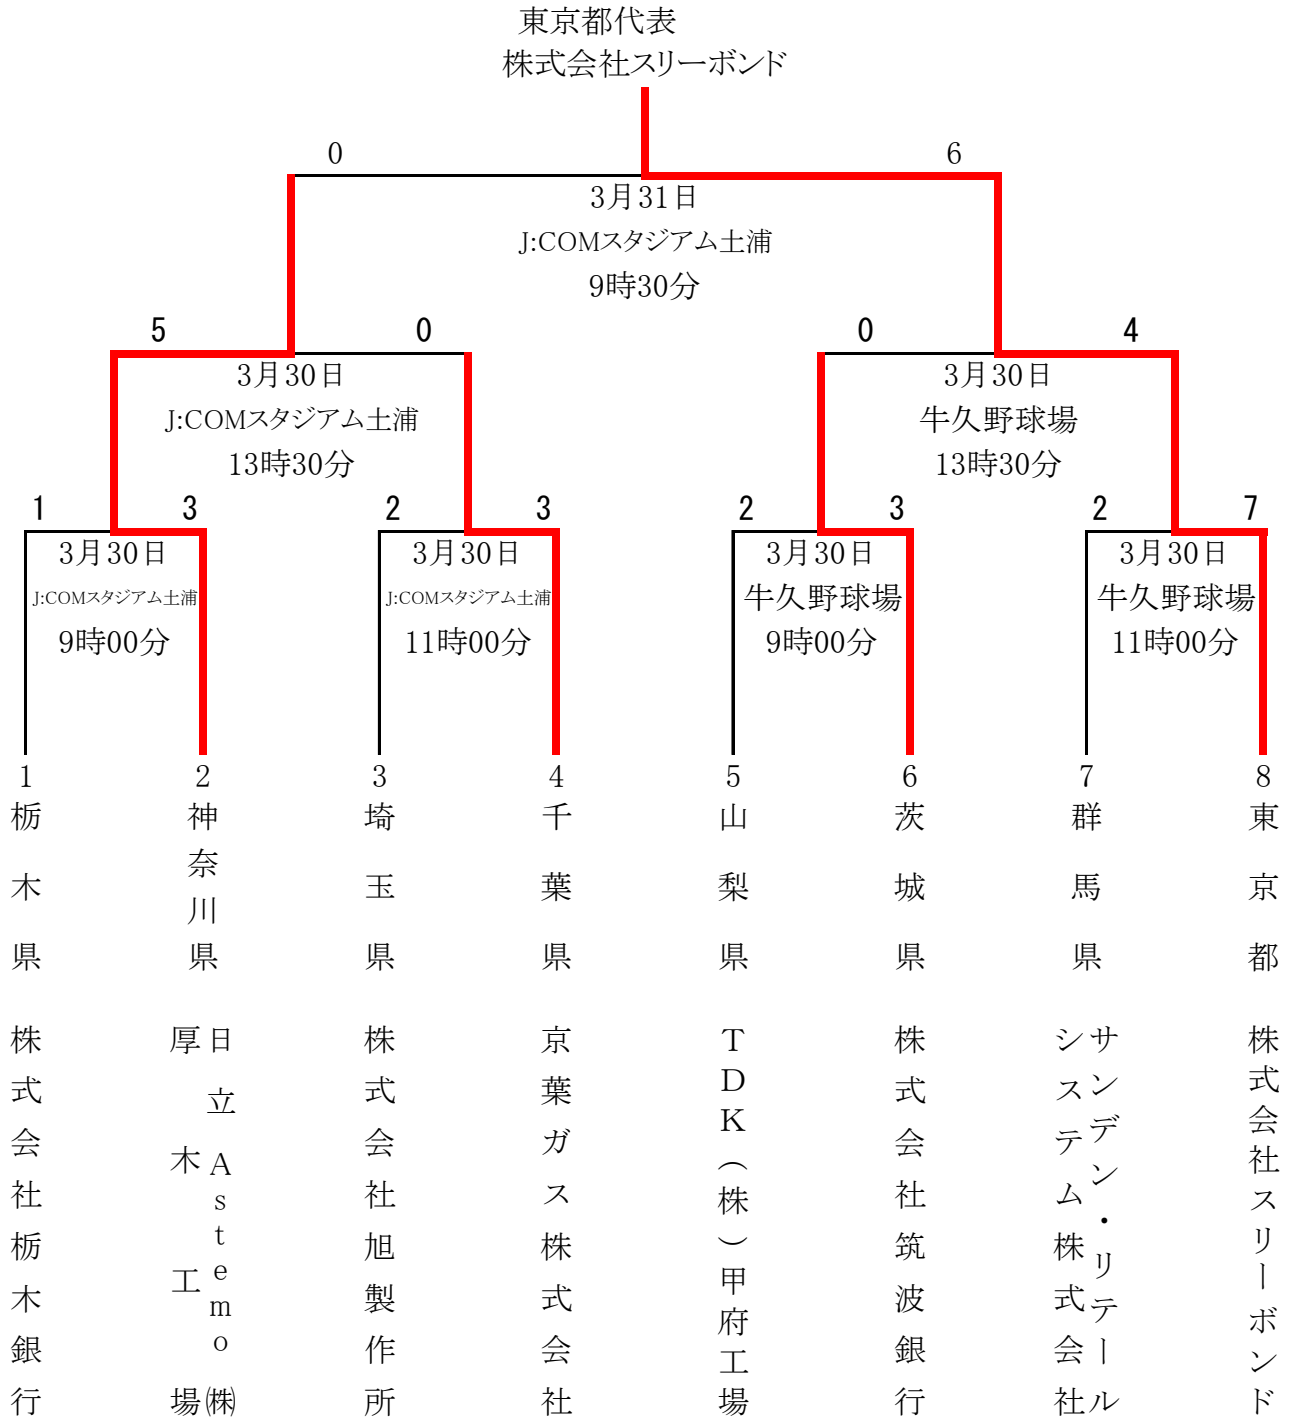 東京都代表
株式会社スリーボンド
0
6
3月31日
J:COMスタジアム土浦
9時30分
5
0
0
4
3月30日
J:COMスタジアム土浦
13時30分
3月30日
牛久野球場
13時30分
1
3
2
3
2
3
2
7
3月30日
J:COMスタジアム土浦
9時00分
3月30日
J:COMスタジアム土浦
11時00分
3月30日
牛久野球場
9時00分
3月30日
牛久野球場
11時00分
1
栃木県
株式会社栃木銀行
2
神奈川県
日立Astemo㈱
厚木工場
3
埼玉県
株式会社旭製作所
4
千葉県
京葉ガス株式会社
5
山梨県
TDK(株)甲府工場
6
茨城県
株式会社筑波銀行
7
群馬県
サンデン・リテール
システム株式会社
8
東京都
株式会社スリーボンド